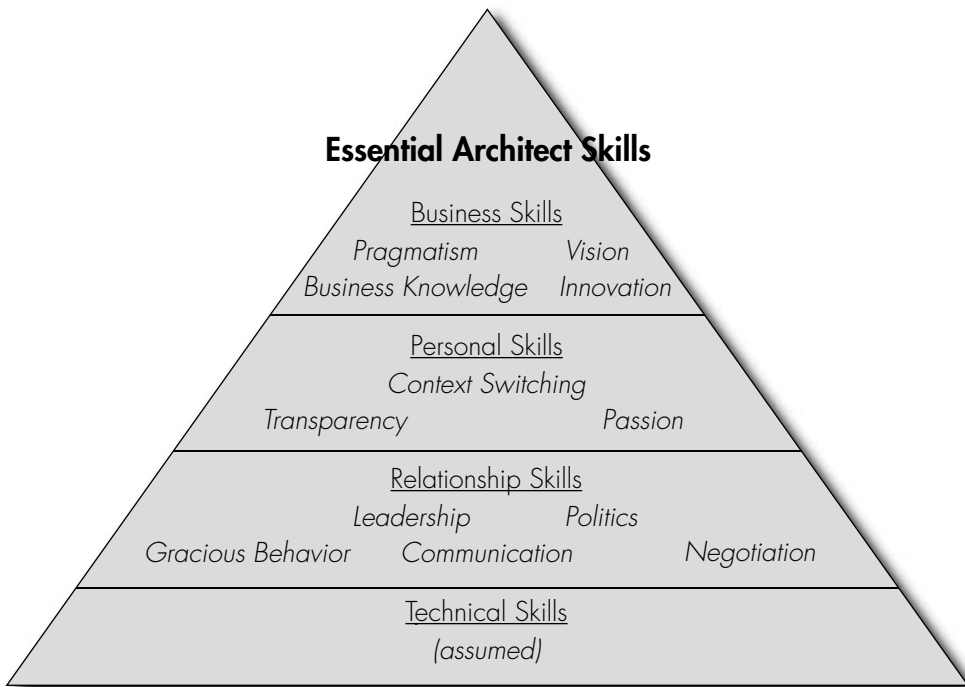 Essential Architect Skills
Business Skills
Pragmatism Vision
Business Knowledge Innovation
Personal Skills
Context Switching
Transparency Passion
Relationship Skills
Leadership Politics
Gracious Behavior Communication Negotiation
Technical Skills
(assumed)